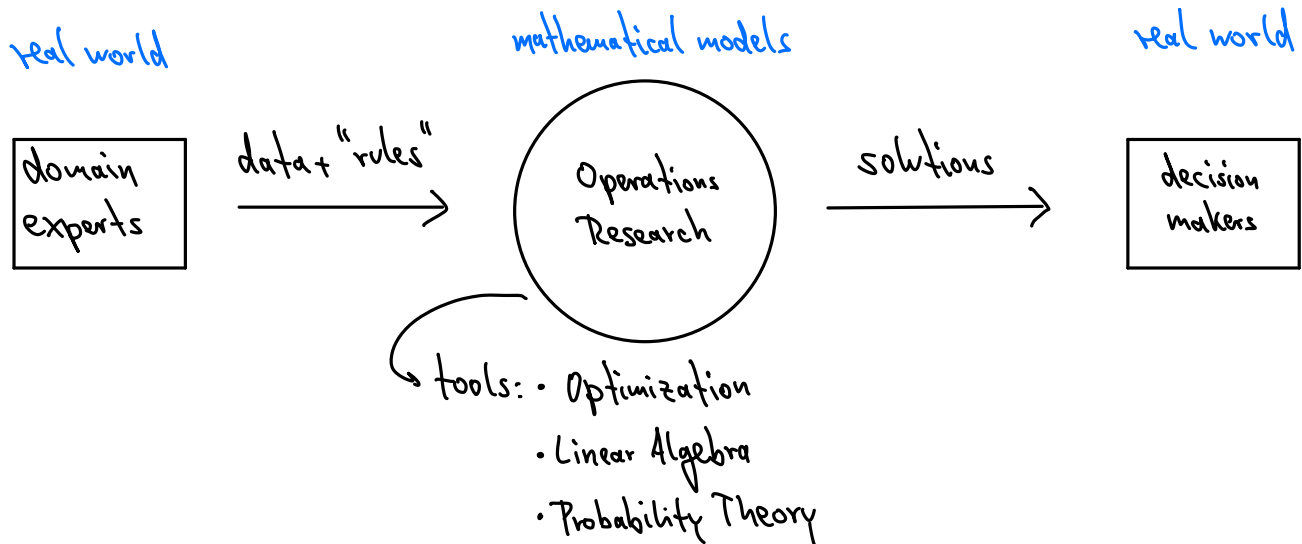 real world
mathematical models
real world
domain
experts
data + "rules"
Operations
Research
solutions
decision
makers
tools: • Optimization
• Linear Algebra
• Probability Theory